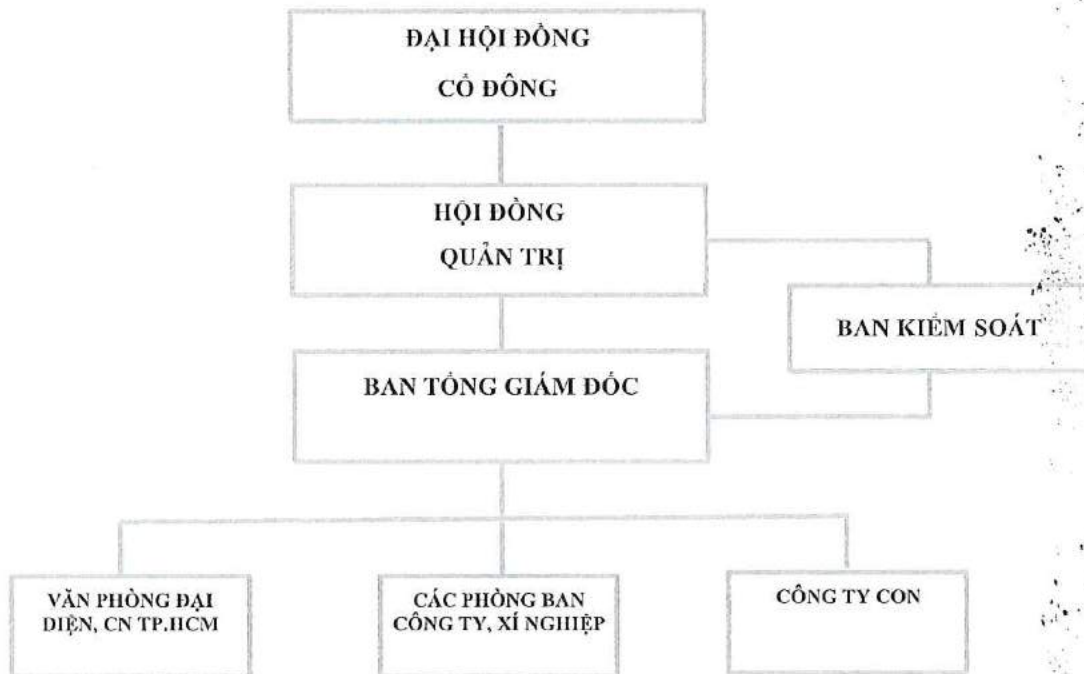 ĐẠI HỘI ĐỒNG
CỔ ĐÔNG
HỘI ĐỒNG
QUẢN TRỊ
BAN KIỂM SOÁT
BAN TỔNG GIÁM ĐỐC
VĂN PHÒNG ĐẠI
DIỆN, CN TP.HCM
CÁC PHÒNG BAN
CÔNG TY, XÍ NGHIỆP
CÔNG TY CON